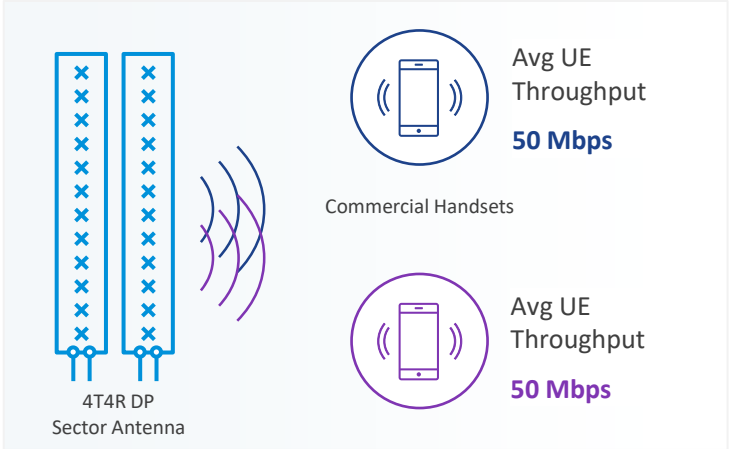 Avg UE
Throughput
50 Mbps
Commercial Handsets
Avg UE
Throughput
50 Mbps
4T4R DP
Sector Antenna